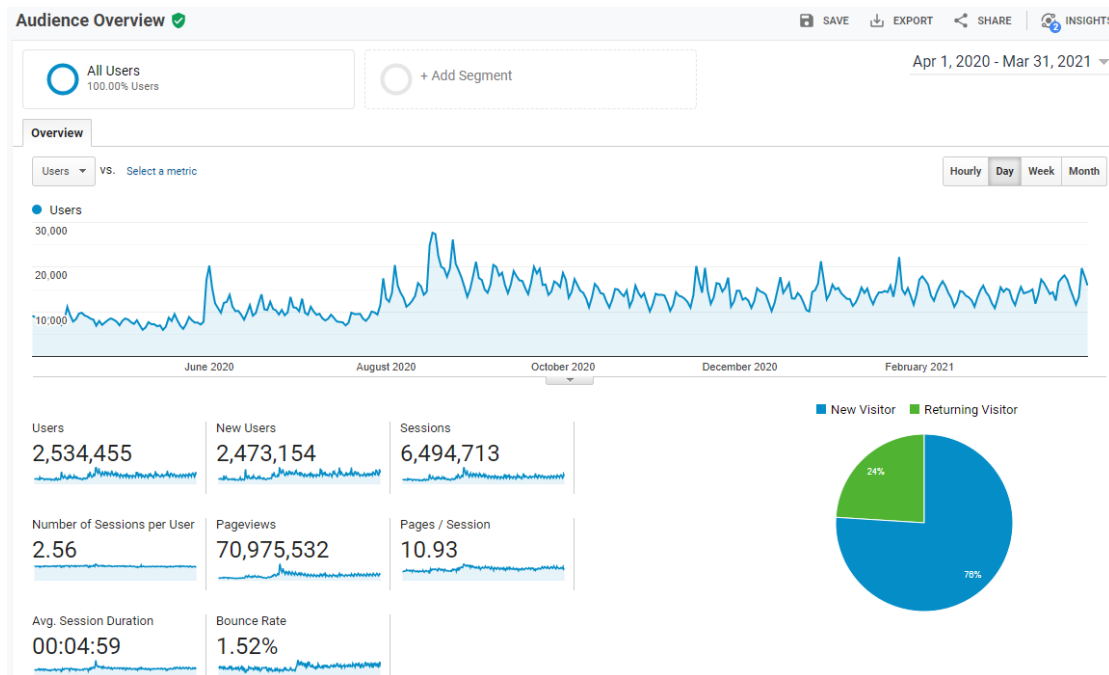 Audience Overview
SAVE EXPORT SHARE 2 INSIGHTS
All Users
100.00% Users
+ Add Segment
Apr 1, 2020 - Mar 31, 2021
Overview
Users VS. Select a metric
Hourly Day Week Month
Users
30,000
20,000
10,000
June 2020 August 2020 October 2020 December 2020 February 2021
New Visitor Returning Visitor
Users
2,534,455
New Users
2,473,154
Sessions
6,494,713
Number of Sessions per User
2.56
Pageviews
70,975,532
Pages / Session
10.93
Avg. Session Duration
00:04:59
Bounce Rate
1.52%
24%
76%